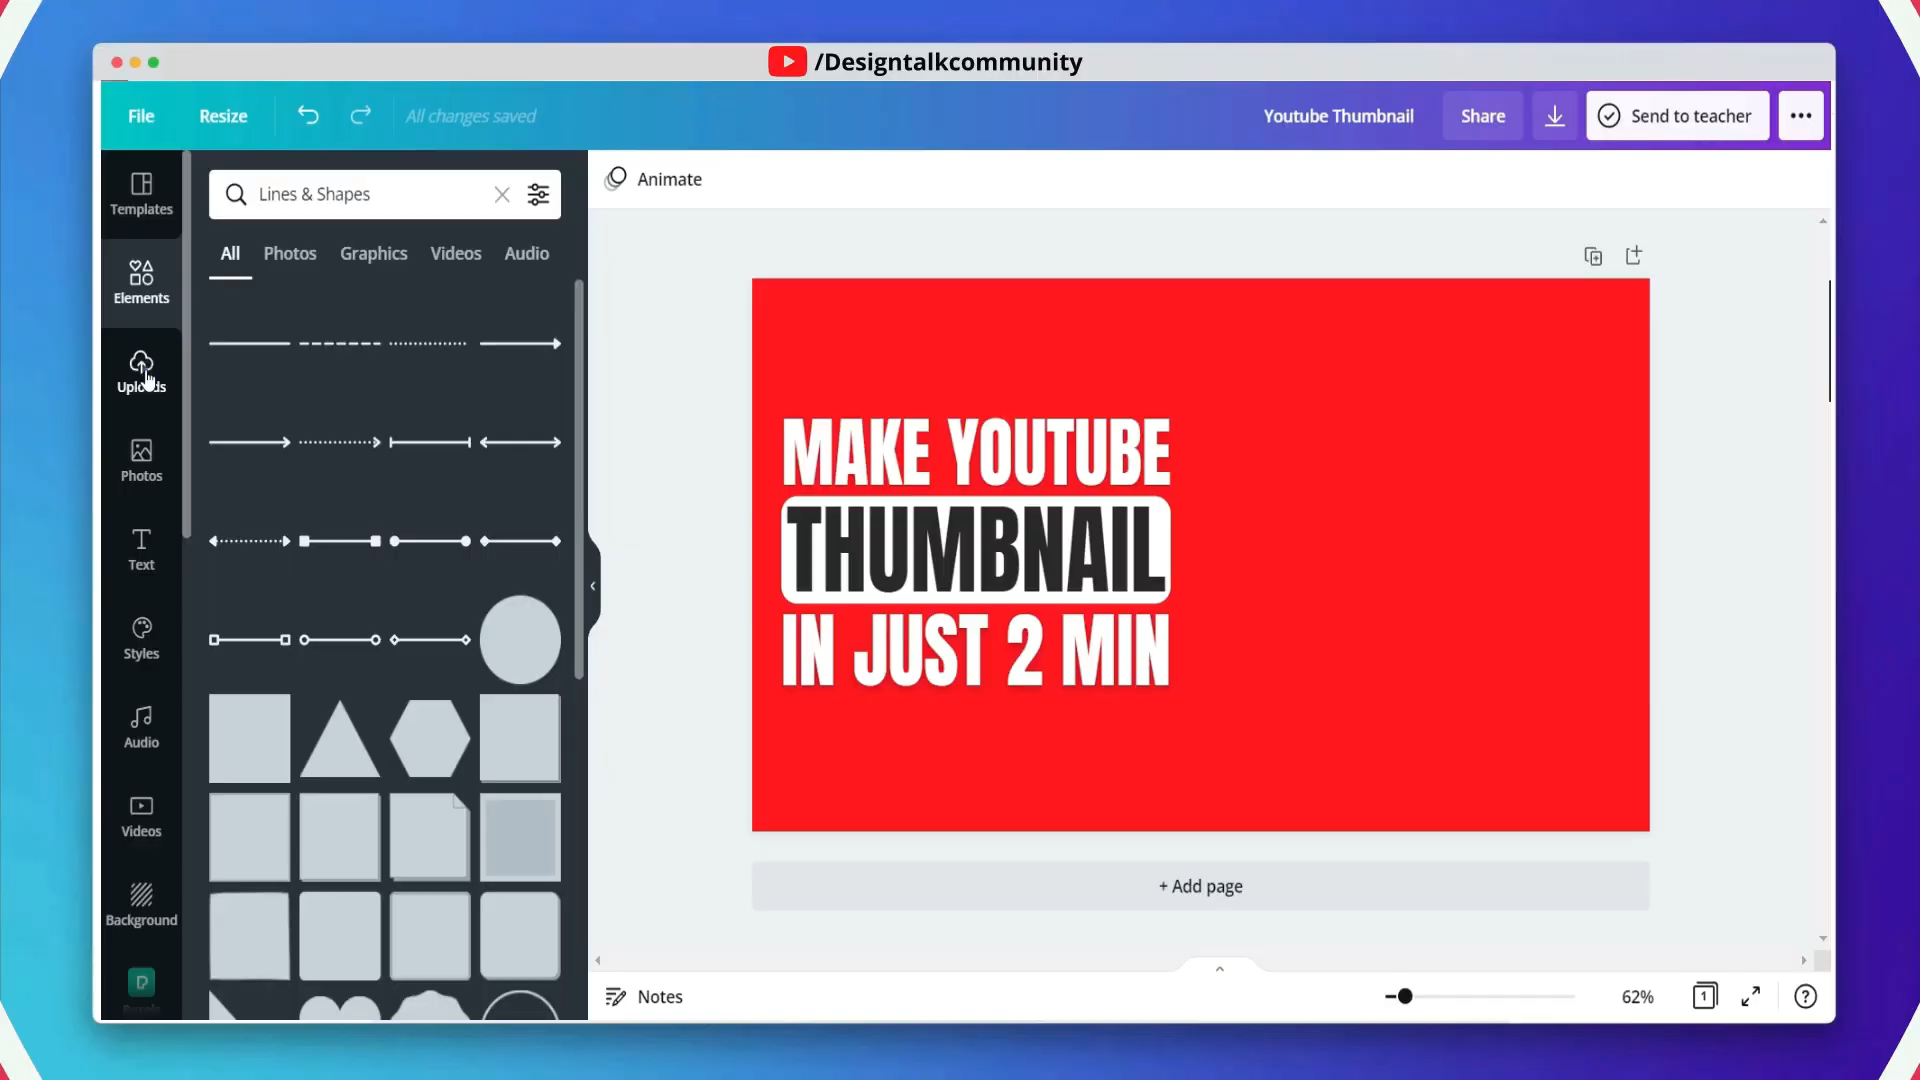 /Designtalkcommunity
File
Resize
All changes saved
Youtube Thumbnail
Share
Send to teacher
Templates
Elements
Uploads
Photos
Text
Styles
Audio
Videos
Background
Lines & Shapes
All
Photos
Graphics
Videos
Audio
Animate
MAKE YOUTUBE
THUMBNAIL
IN JUST 2 MIN
+ Add page
Notes
62%
1